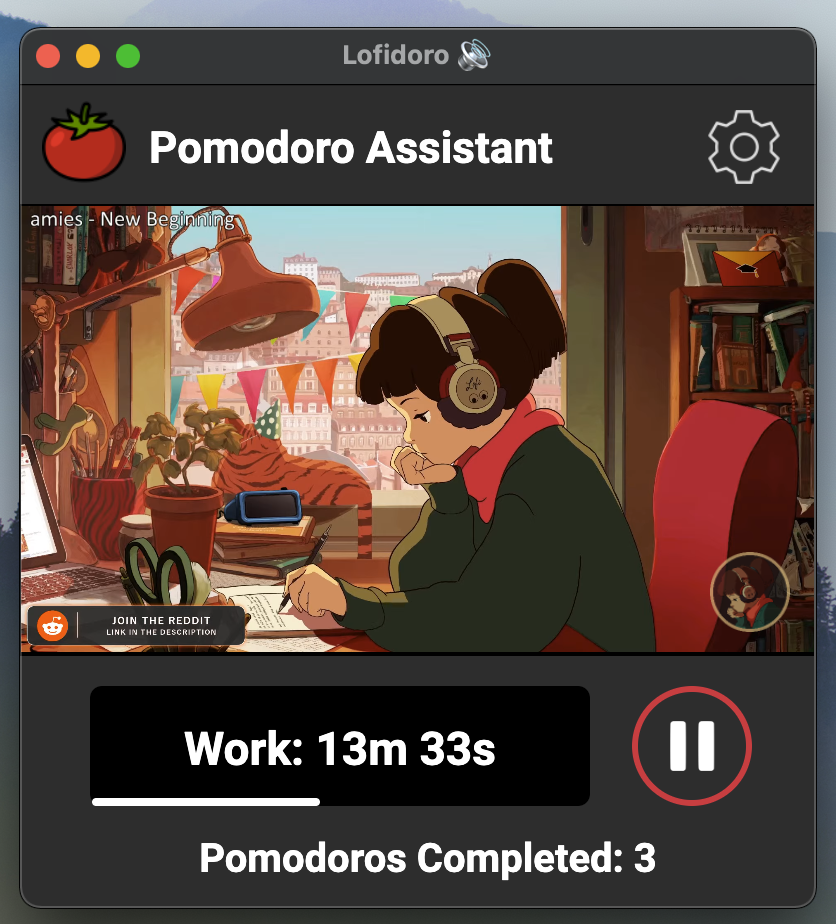 Lofidoro
Pomodoro Assistant
amies - New Beginning
JOIN THE REDDIT
LINK IN THE DESCRIPTION
Work: 13m 33s
Pomodoros Completed: 3